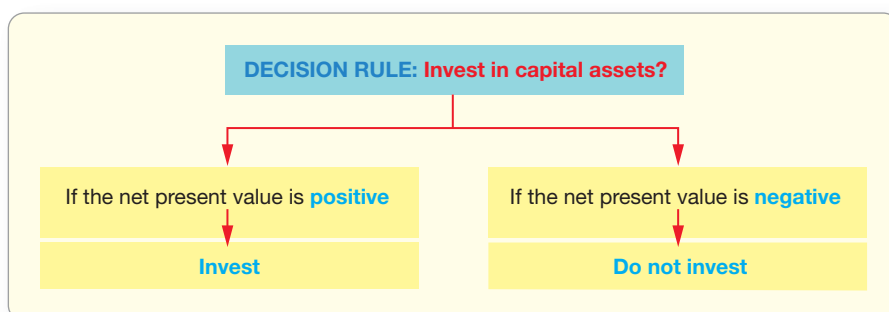 DECISION RULE: Invest in capital assets?
If the net present value is positive
Invest
If the net present value is negative
Do not invest